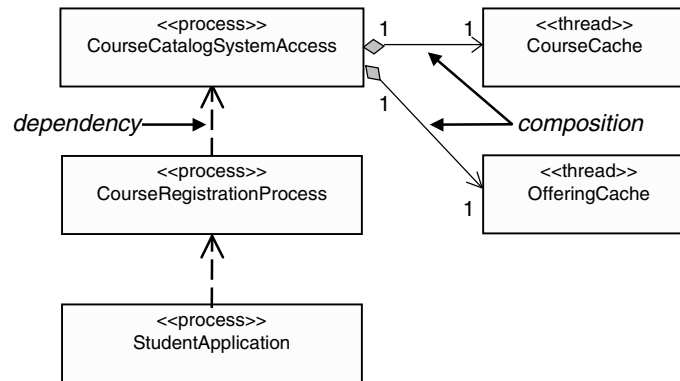 <<process>>
CourseCatalogSystemAccess
1
1
<<thread>>
CourseCache
1
dependency
composition
<<process>>
CourseRegistrationProcess
1
<<thread>>
OfferingCache
<<process>>
StudentApplication